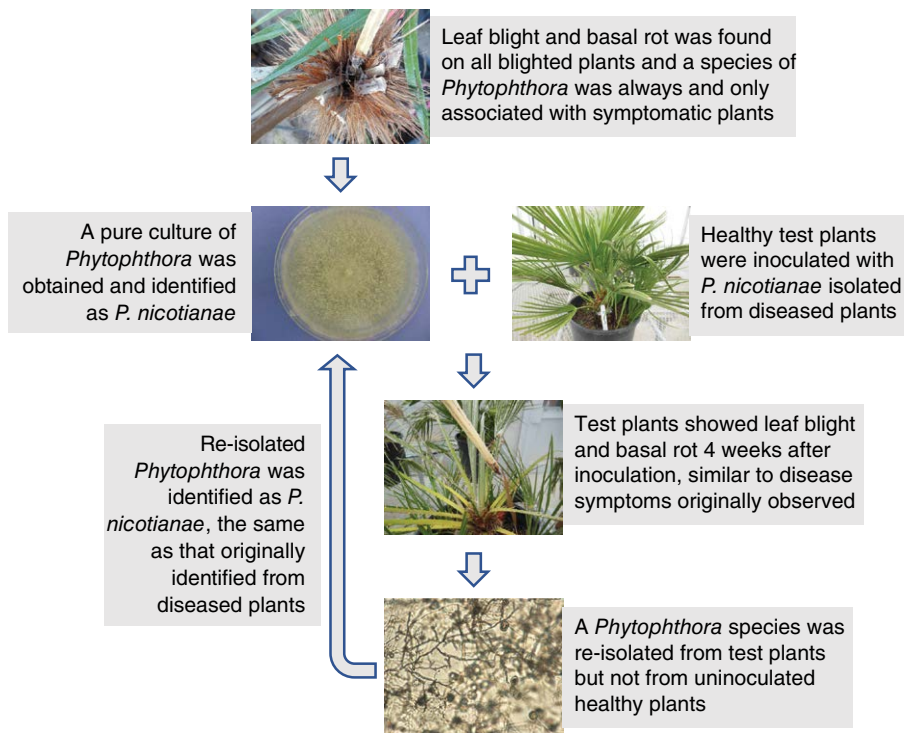 Leaf blight and basal rot was found
on all blighted plants and a species of
Phytophthora was always and only
associated with symptomatic plants
A pure culture of
Phytophthora was
obtained and identified
as P. nicotianae
Healthy test plants
were inoculated with
P. nicotianae isolated
from diseased plants
Test plants showed leaf blight
and basal rot 4 weeks after
inoculation, similar to disease
symptoms originally observed
A Phytophthora species was
re-isolated from test plants
but not from uninoculated
healthy plants
Re-isolated
Phytophthora was
identified as P.
nicotianae, the same
as that originally
identified from
diseased plants